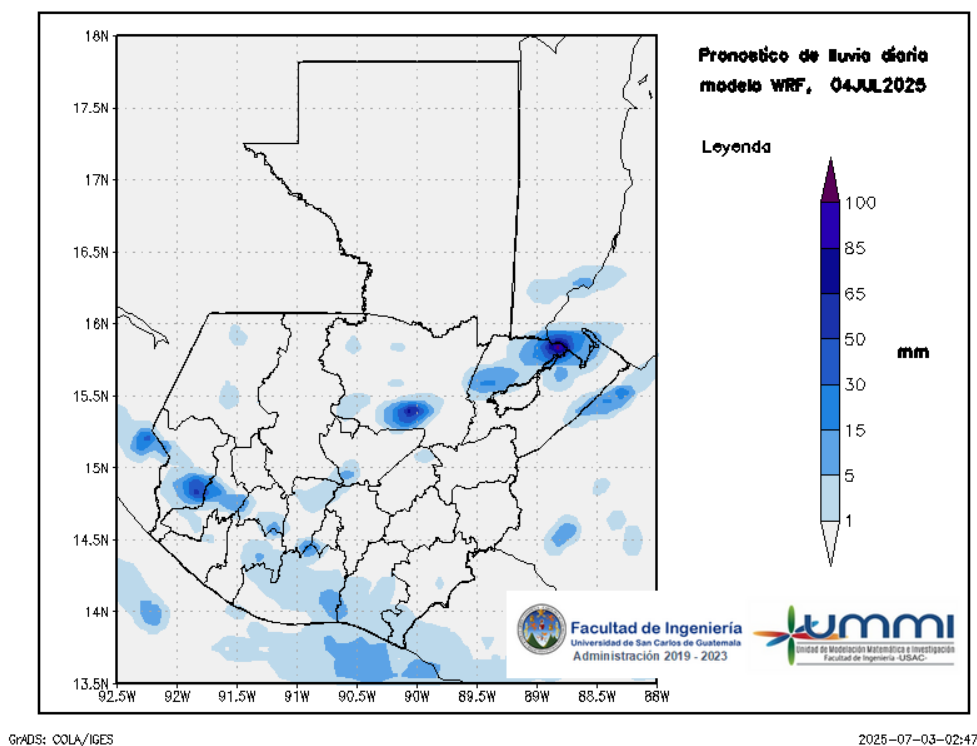 Pronostico de lluvia diaria
modelo WRF, 04JUL2025
Leyenda
100
85
65
50
30
15
5
1
mm
18N
17.5N
17N
16.5N
16N
15.5N
15N
14.5N
14N
13.5N
92.5W
92W
91.5W
91W
90.5W
90W
89.5W
89W
88.5W
88W
Facultad de Ingeniería
Universidad de San Carlos de Guatemala
Administración 2019 - 2023
ummi
Unidad de Modelación Matemática e Investigación
Facultad de Ingeniería -USAC-
GrADS: COLA/IGES
2025-07-03-02:47